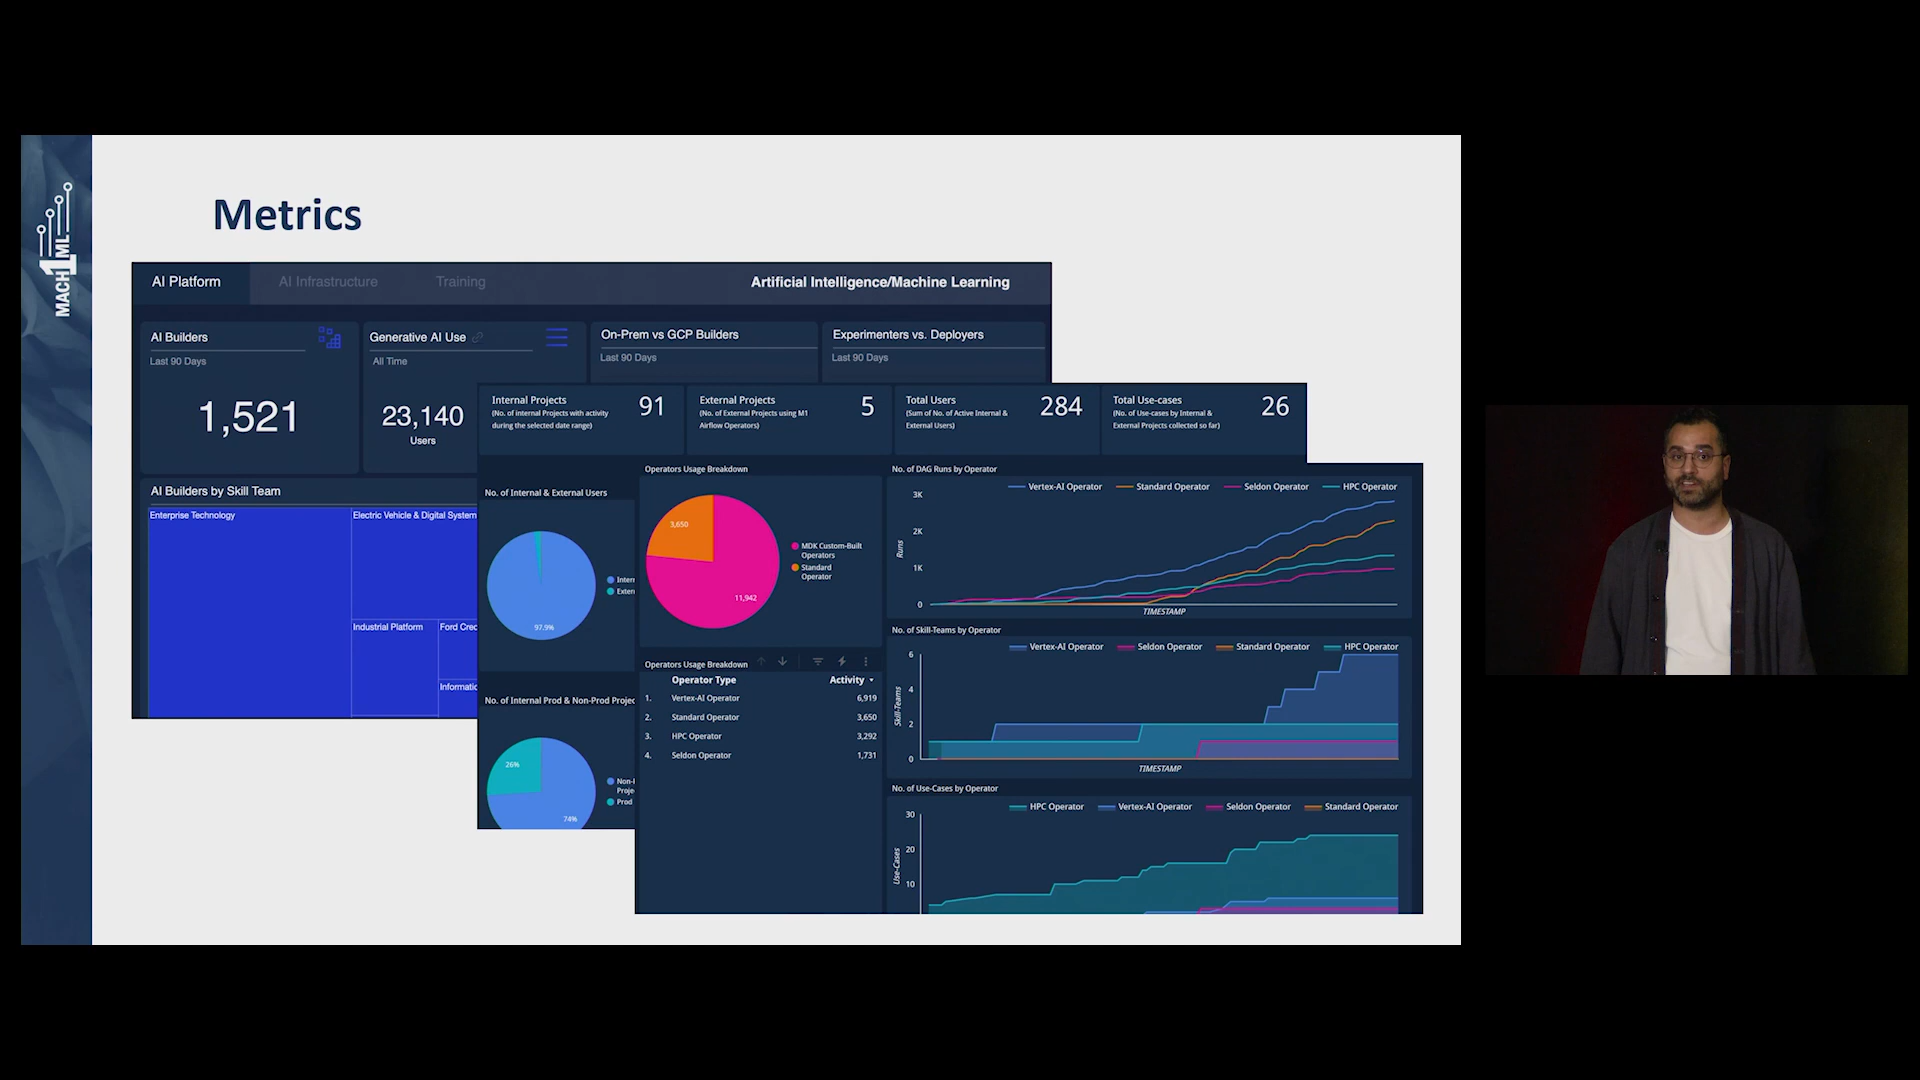 MACH1ML
Metrics
AI Platform
AI Infrastructure
Training
Artificial Intelligence/Machine Learning
AI Builders
Last 90 Days
1,521
Generative AI Use
All Time
23,140
Users
On-Prem vs GCP Builders
Last 90 Days
Experimenters vs. Deployers
Last 90 Days
AI Builders by Skill Team
Enterprise Technology
Electric Vehicle & Digital System
Industrial Platform
Ford Cred
Informatic
Internal Projects
(No. of internal Projects with activity
during the selected date range)
91
External Projects
(No. of External Projects using M1
Airflow Operators)
5
Total Users
(Sum of No. of Active Internal &
External Users)
284
Total Use-cases
(No. of Use-cases by Internal &
External Projects collected so far)
26
No. of Internal & External Users
97.9%
Intern
Exter
No. of Internal Prod & Non-Prod Projec
26%
74%
Non-P
Proje
Prod
Operators Usage Breakdown
3,650
11,942
MDK Custom-Built
Operators
Standard
Operator
Operators Usage Breakdown
Operator Type
Activity
1. Vertex-AI Operator 6,919
2. Standard Operator 3,650
3. HPC Operator 3,292
4. Seldon Operator 1,731
No. of DAG Runs by Operator
Vertex-AI Operator
Standard Operator
Seldon Operator
HPC Operator
3K
2K
1K
0
Runs
TIMESTAMP
No. of Skill-Teams by Operator
Vertex-AI Operator
Seldon Operator
Standard Operator
HPC Operator
6
4
2
0
Skill-Teams
TIMESTAMP
No. of Use-Cases by Operator
HPC Operator
Vertex-AI Operator
Seldon Operator
Standard Operator
30
20
10
Use-Cases